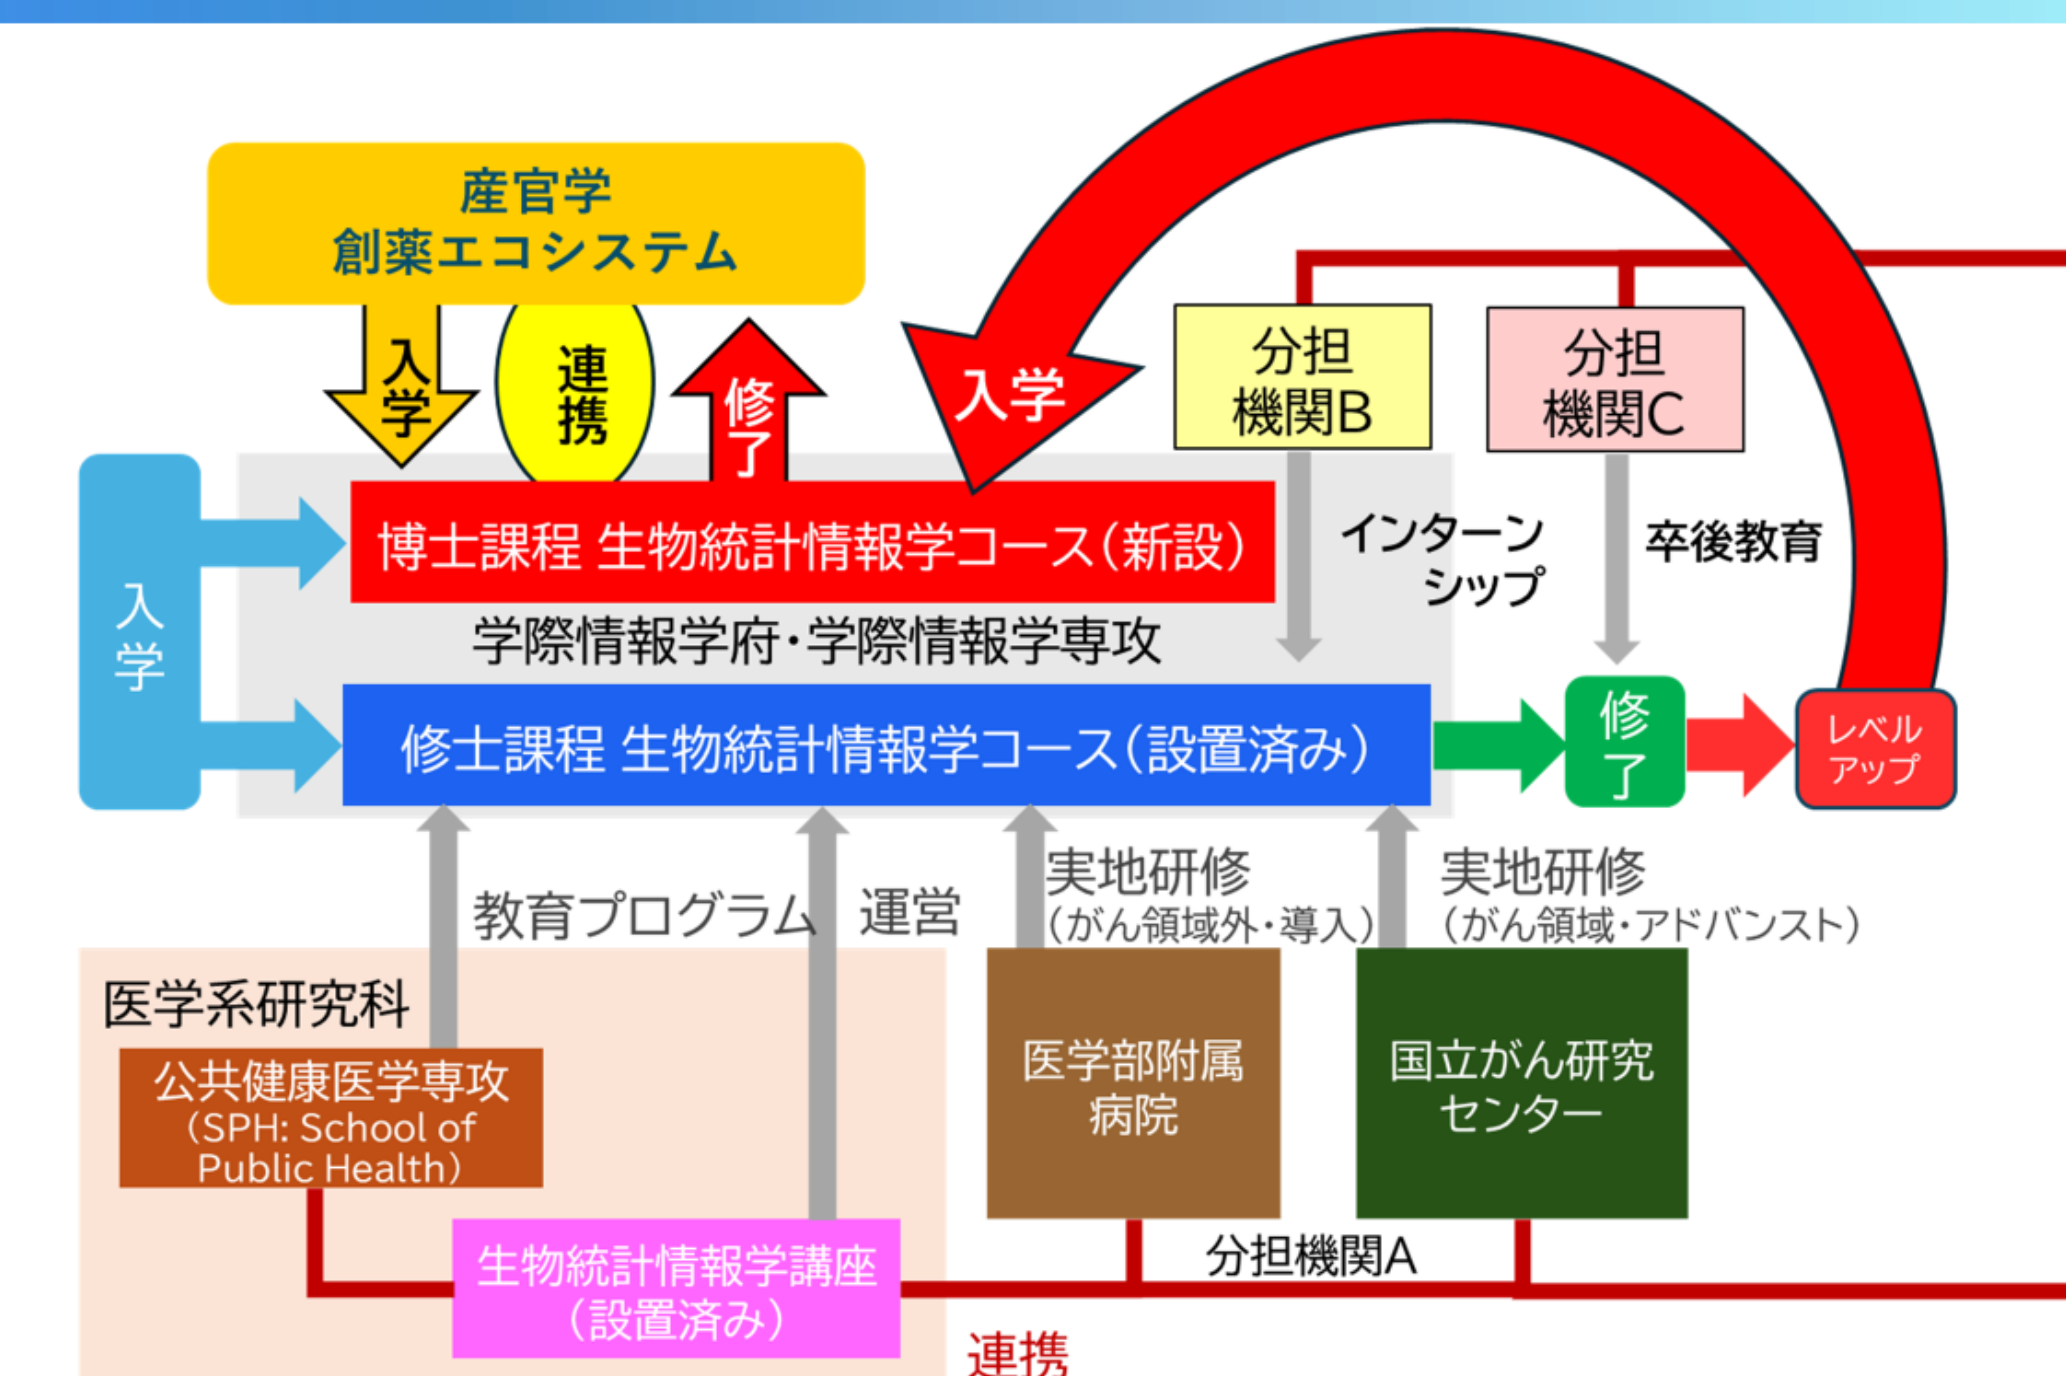 産官学
創薬エコシステム
入学
連携
修了
入学
分担
機関B
分担
機関C
入学
博士課程 生物統計情報学コース(新設)
インターン
シップ
卒後教育
学際情報学府・学際情報学専攻
修士課程 生物統計情報学コース(設置済み)
修了
レベル
アップ
教育プログラム
運営
実地研修
(がん領域外・導入)
実地研修
(がん領域・アドバンスト)
医学系研究科
公共健康医学専攻
(SPH: School of
Public Health)
医学部附属
病院
国立がん研究
センター
生物統計情報学講座
(設置済み)
分担機関A
連携